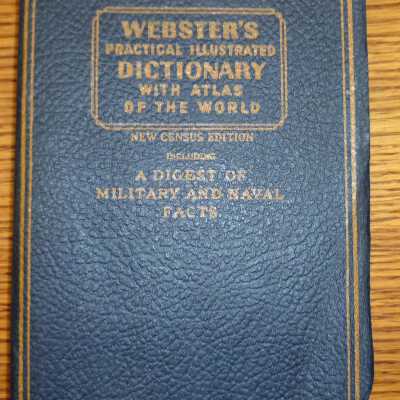 WEBSTER'S
PRACTICAL ILLUSTRATED
DICTIONARY
WITH ATLAS
OF THE WORLD
NEW CENSUS EDITION
INCLUDING
A DIGEST OF
MILITARY AND NAVAL
FACTS